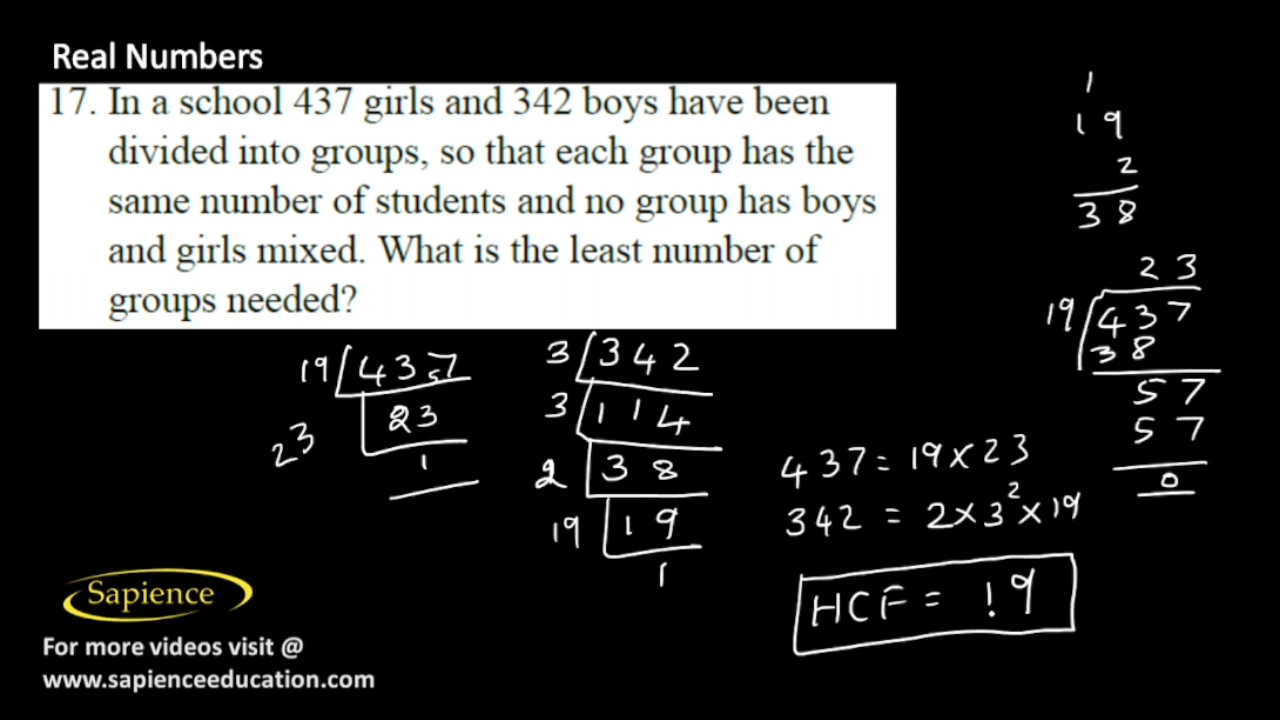 Real Numbers
17. In a school 437 girls and 342 boys have been
divided into groups, so that each group has the
same number of students and no group has boys
and girls mixed. What is the least number of
groups needed?
1
19
2
38
23
19 437
38
57
57
0
19 437
23 23
1
3 342
3 114
2 38
19 19
1
437 = 19 × 23
342 = 2 × 3² × 19
HCF = 19
Sapience
For more videos visit @
www.sapienceeducation.com